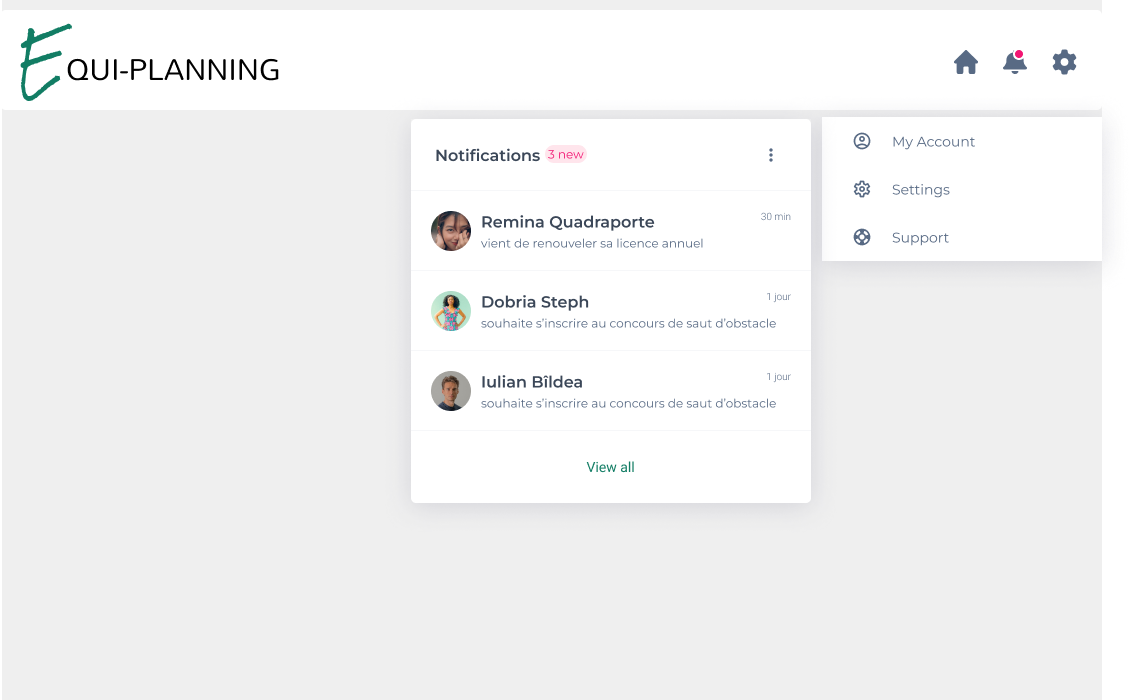 EQUI-PLANNING
Notifications 3 new
Remina Quadraporte 30 min
vient de renouveler sa licence annuel
Dobria Steph 1 jour
souhaite s’inscrire au concours de saut d’obstacle
Iulian Bîldea 1 jour
souhaite s’inscrire au concours de saut d’obstacle
View all
My Account
Settings
Support